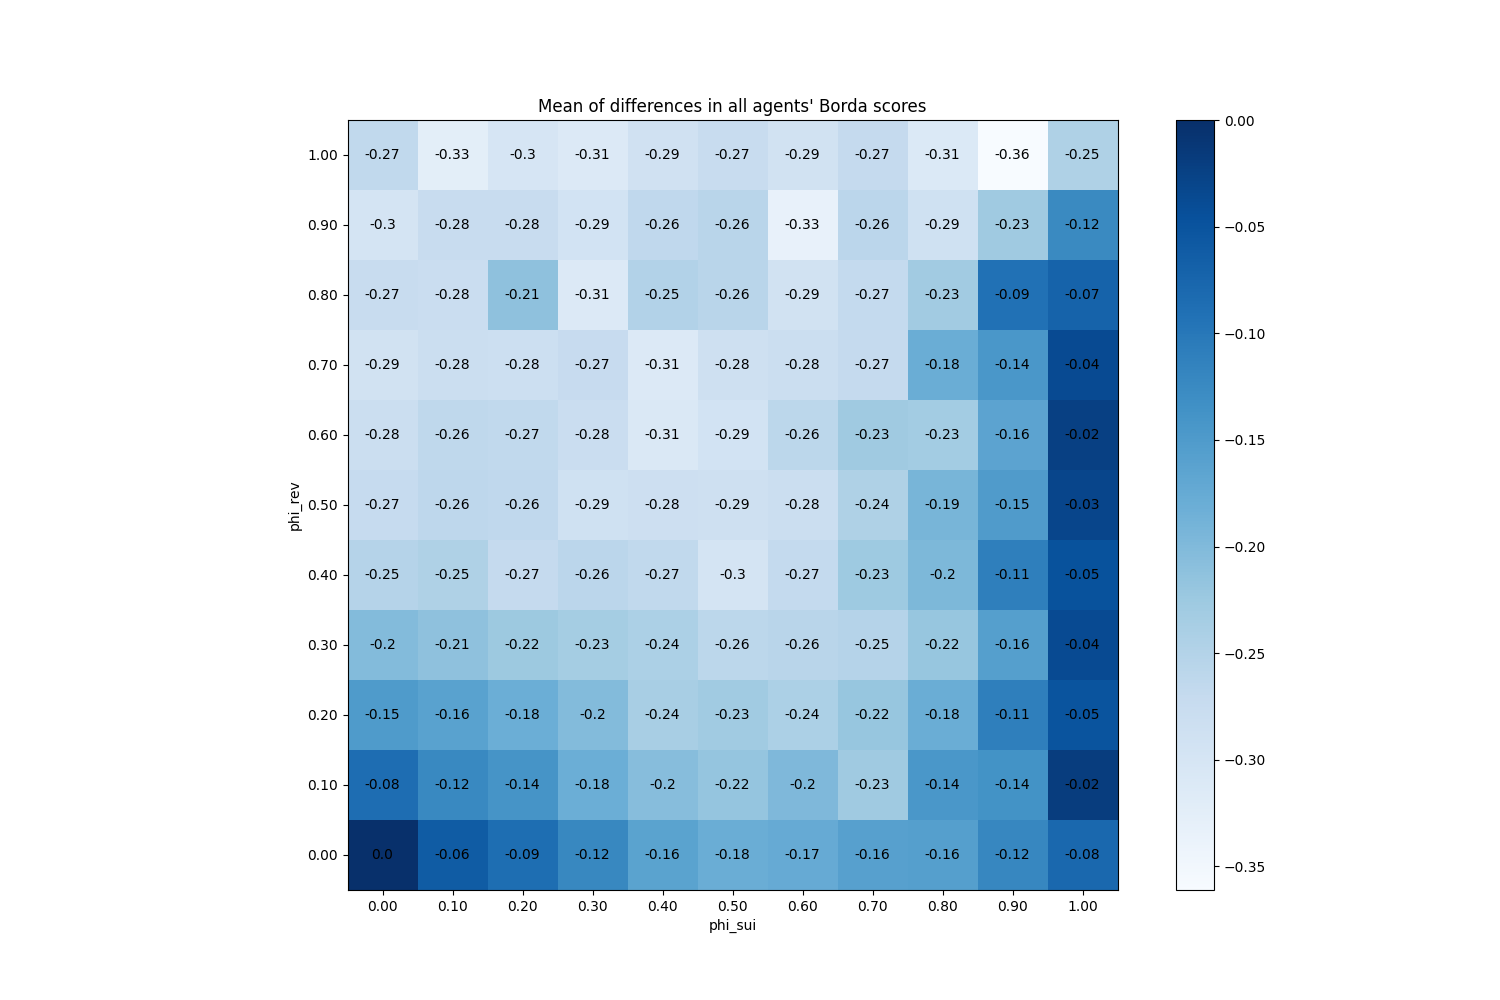 Mean of differences in all agents' Borda scores
1.00 -0.27 -0.33 -0.3 -0.31 -0.29 -0.27 -0.29 -0.27 -0.31 -0.36 -0.25
0.90 -0.3 -0.28 -0.28 -0.29 -0.26 -0.26 -0.33 -0.26 -0.29 -0.23 -0.12
0.80 -0.27 -0.28 -0.21 -0.31 -0.25 -0.26 -0.29 -0.27 -0.23 -0.09 -0.07
0.70 -0.29 -0.28 -0.28 -0.27 -0.31 -0.28 -0.28 -0.27 -0.18 -0.14 -0.04
0.60 -0.28 -0.26 -0.27 -0.28 -0.31 -0.29 -0.26 -0.23 -0.23 -0.16 -0.02
0.50 -0.27 -0.26 -0.26 -0.29 -0.28 -0.29 -0.28 -0.24 -0.19 -0.15 -0.03
0.40 -0.25 -0.25 -0.27 -0.26 -0.27 -0.3 -0.27 -0.23 -0.2 -0.11 -0.05
0.30 -0.2 -0.21 -0.22 -0.23 -0.24 -0.26 -0.26 -0.25 -0.22 -0.16 -0.04
0.20 -0.15 -0.16 -0.18 -0.2 -0.24 -0.23 -0.24 -0.22 -0.18 -0.11 -0.05
0.10 -0.08 -0.12 -0.14 -0.18 -0.2 -0.22 -0.2 -0.23 -0.14 -0.14 -0.02
0.00 0.0 -0.06 -0.09 -0.12 -0.16 -0.18 -0.17 -0.16 -0.16 -0.12 -0.08
0.00 0.10 0.20 0.30 0.40 0.50 0.60 0.70 0.80 0.90 1.00
phi_sui
phi_rev
0.00
−0.05
−0.10
−0.15
−0.20
−0.25
−0.30
−0.35